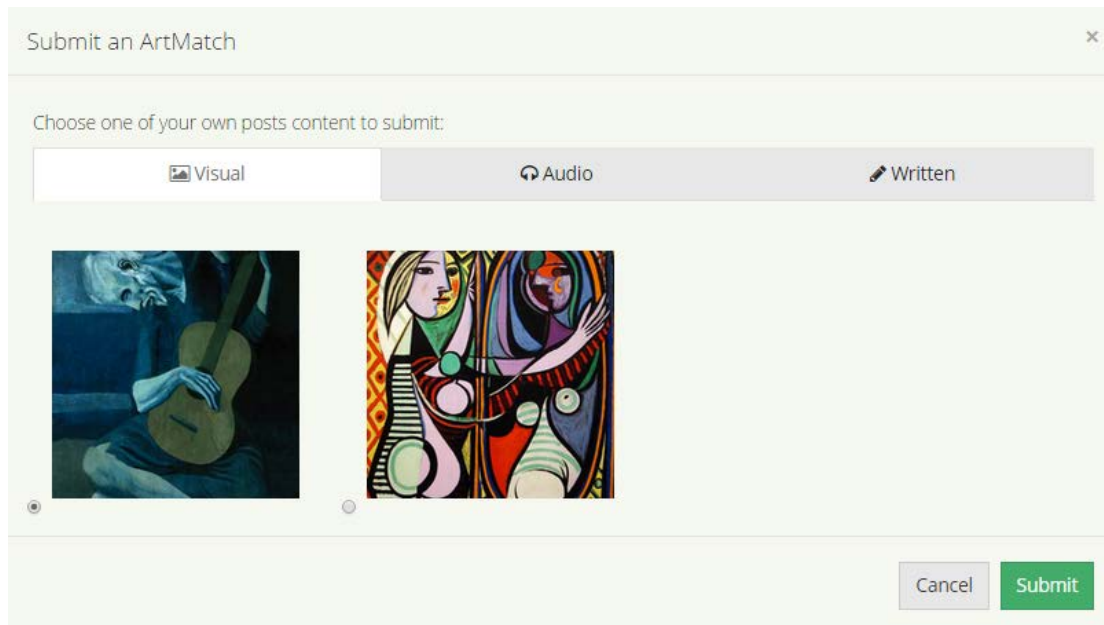 Submit an ArtMatch ×
Choose one of your own posts content to submit:
Visual Audio Written
Cancel Submit